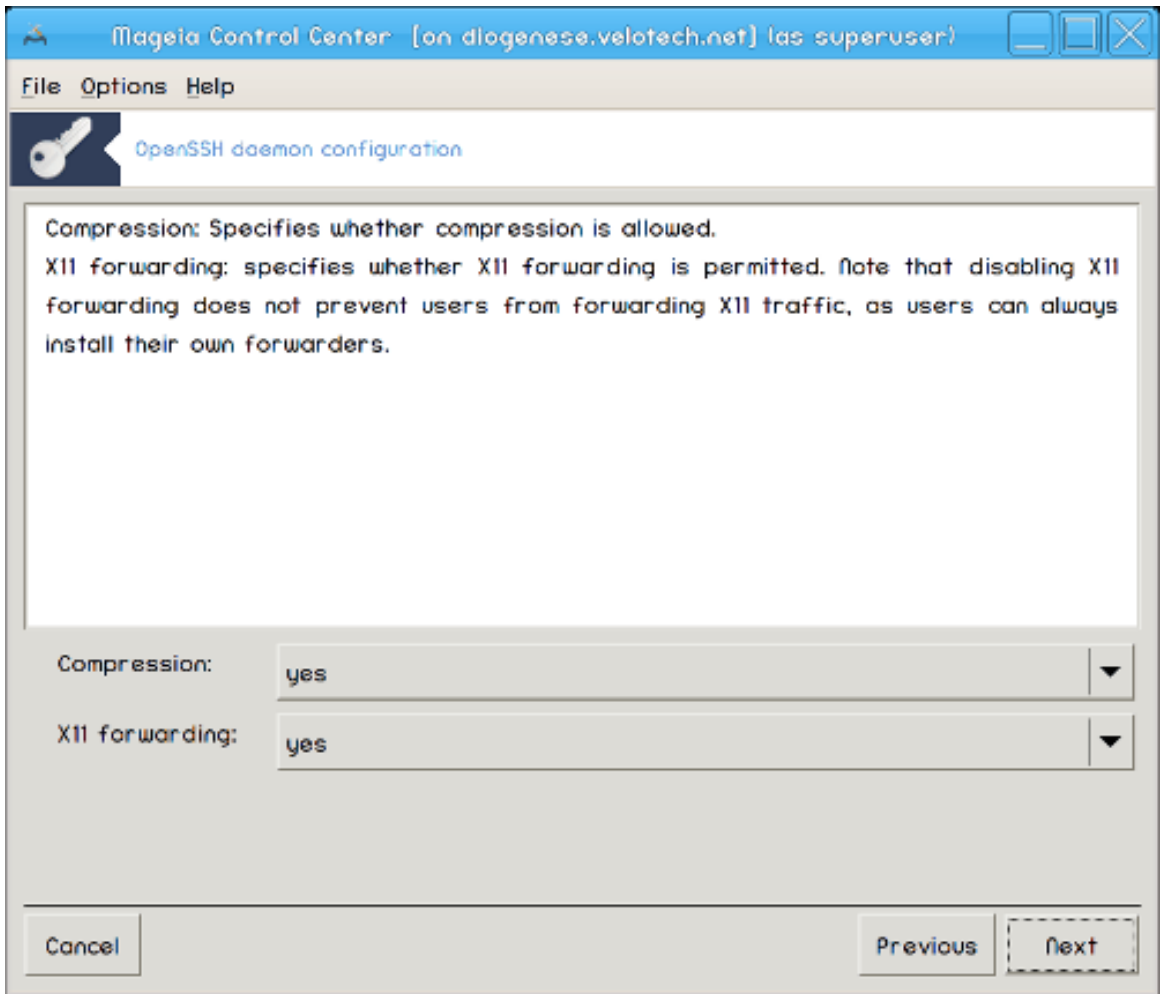 Mageia Control Center [on diogenese.velotech.net] (as superuser)
File Options Help
OpenSSH daemon configuration
Compression: Specifies whether compression is allowed.
X11 forwarding: specifies whether X11 forwarding is permitted. Note that disabling X11
forwarding does not prevent users from forwarding X11 traffic, as users can always
install their own forwarders.
Compression: yes
X11 forwarding: yes
Cancel Previous Next